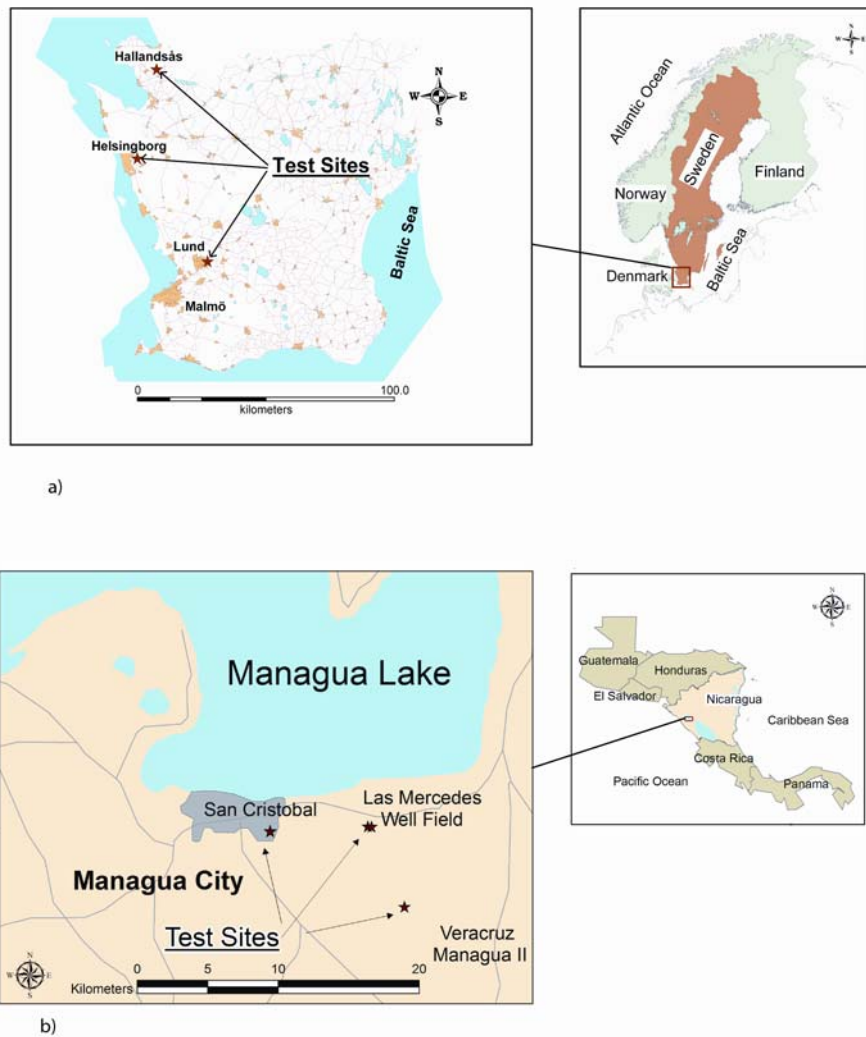 Hallandsås
Helsingborg
Test Sites
Lund
Malmö
Baltic Sea
N
W
E
S
0
100.0
kilometers
Atlantic Ocean
Sweden
Finland
Norway
Baltic Sea
Denmark
N
W
E
S
a)
Managua Lake
San Cristobal
Las Mercedes
Well Field
Managua City
Test Sites
Veracruz
Managua II
0
5
10
20
Kilometers
N
W
E
S
Guatemala
Honduras
El Salvador
Nicaragua
Caribbean Sea
Costa Rica
Pacific Ocean
Panama
N
W
E
S
b)